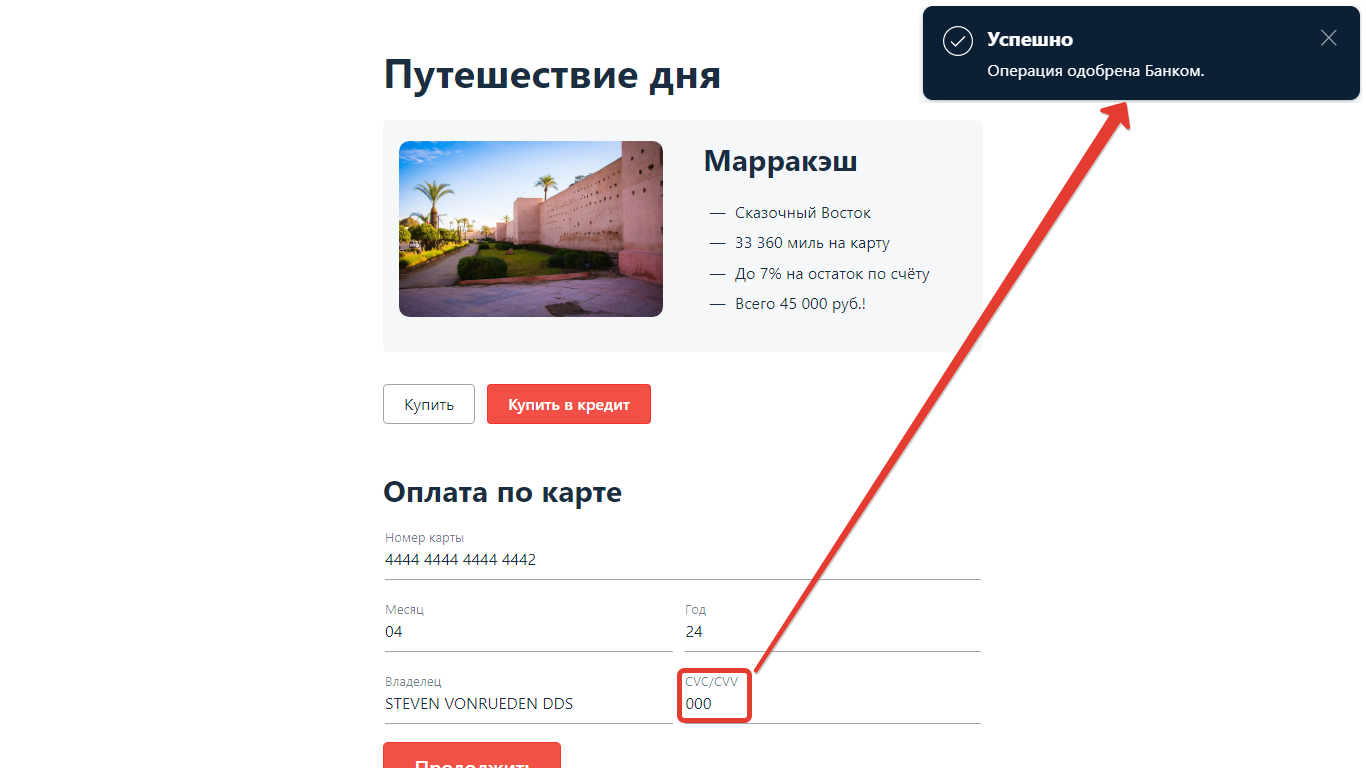 Успешно
Операция одобрена Банком.
Путешествие дня
Марракэш
— Сказочный Восток
— 33 360 миль на карту
— До 7% на остаток по счёту
— Всего 45 000 руб.!
Купить
Купить в кредит
Оплата по карте
Номер карты
4444 4444 4444 4442
Месяц
04
Год
24
Владелец
STEVEN VONRUEDEN DDS
CVC/CVV
000
Продолжить